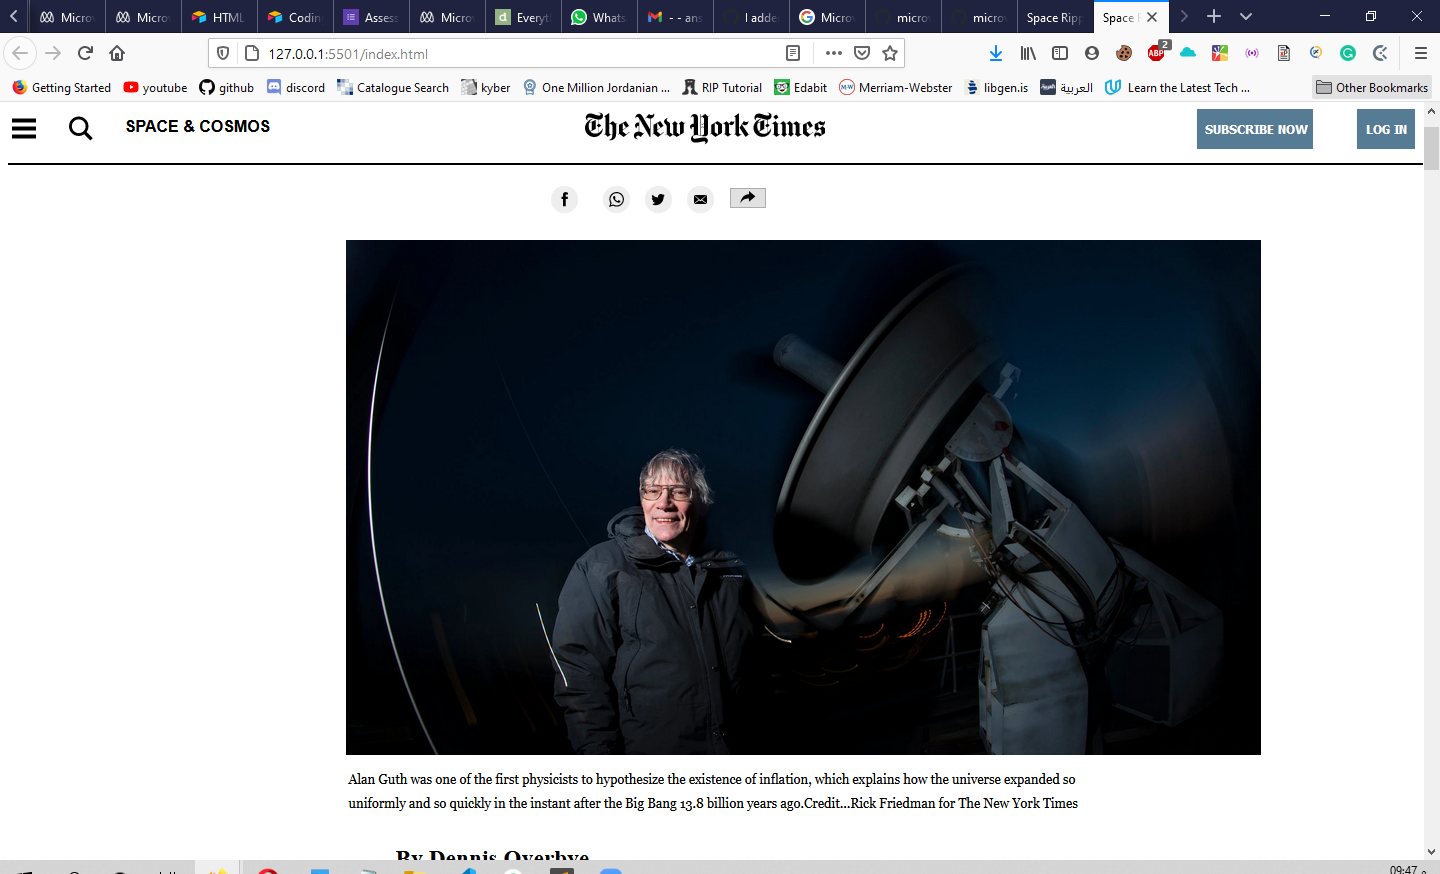 Micro
Micro
HTML
Codin
Assess
Micro
Everyt
Whats
- - ans
I adde
Micro
micro
micro
Space Ripp
Space
127.0.0.1:5501/index.html
2
ABP
Getting Started
youtube
github
discord
Catalogue Search
kyber
One Million Jordanian ...
RIP Tutorial
Edabit
Merriam-Webster
libgen.is
العربية
Learn the Latest Tech ...
Other Bookmarks
SPACE & COSMOS
The New York Times
SUBSCRIBE NOW
LOG IN
Alan Guth was one of the first physicists to hypothesize the existence of inflation, which explains how the universe expanded so
uniformly and so quickly in the instant after the Big Bang 13.8 billion years ago.Credit...Rick Friedman for The New York Times
By Dennis Overbye
09:47